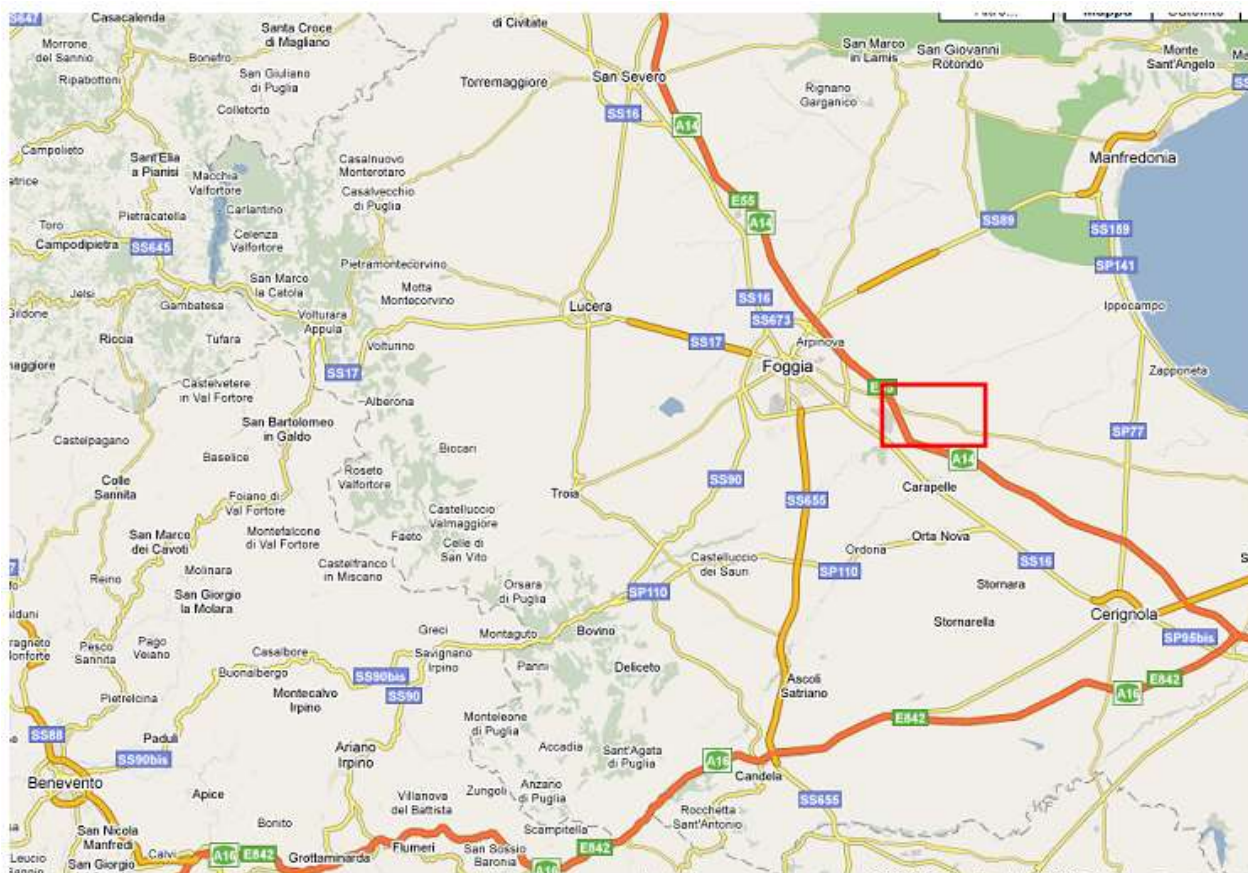 SS647
Casacalenda
Santa Croce
di Magliano
di Civitate
Mappa
Morrone
del Sannio
Bonefro
Ripabottoni
San Giuliano
di Puglia
Colletorto
Torremaggiore
San Severo
San Marco
in Lamis
San Giovanni
Rotondo
Monte
Sant'Angelo
Rignano
Garganico
SS16
A14
Campolieto
Sant'Elia
a Pianisi
Macchia
Valfortore
Casalnuovo
Monterotaro
Casalvecchio
di Puglia
Manfredonia
Pietracatella
Carlantino
Toro
Campodipietra
SS645
Celenza
Valfortore
E55
A14
SS89
SS159
SP141
Jelsi
Gildone
Gambatesa
San Marco
la Catola
Pietramontecorvino
Motta
Montecorvino
Lucera
SS16
SS673
Ippocampo
Riccia
Tufara
Volturara
Appula
Volturino
SS17
SS17
Arpinova
Foggia
Zapponeta
Castelvetere
in Val Fortore
Alberona
San Bartolomeo
in Galdo
Castelpagano
Baselice
Biccari
SP77
Colle
Sannita
Roseto
Valfortore
Foiano di
Val Fortore
Troia
SS90
SS655
A14
Carapelle
San Marco
dei Cavoti
Montefalcone
di Val Fortore
Castelluccio
Valmaggiore
Faeto
Celle di
San Vito
Orta Nova
Ordona
Reino
Molinara
Castelfranco
in Miscano
Castelluccio
dei Sauri
SP110
SS16
San Giorgio
la Molara
Orsara
di Puglia
SP110
Stornara
Cerignola
Stornarella
SP95bis
Pesco
Sannita
Pago
Veiano
Casalbore
Greci
Montaguto
Bovino
Savignano
Irpino
Buonalbergo
SS90bis
SS90
Panni
Deliceto
Ascoli
Satriano
E842
A16
Pietrelcina
Montecalvo
Irpino
Monteleone
di Puglia
E842
SS88
Paduli
SS90bis
Ariano
Irpino
Accadia
Sant'Agata
di Puglia
A16
Candela
Benevento
Apice
Villanova
del Battista
Zungoli
Anzano
di Puglia
SS655
Rocchetta
Sant'Antonio
San Nicola
Manfredi
Bonito
Scampitella
San Giorgio
Calvi
A16
E842
Grottaminarda
Flumeri
San Sossio
Baronia
E842
A16